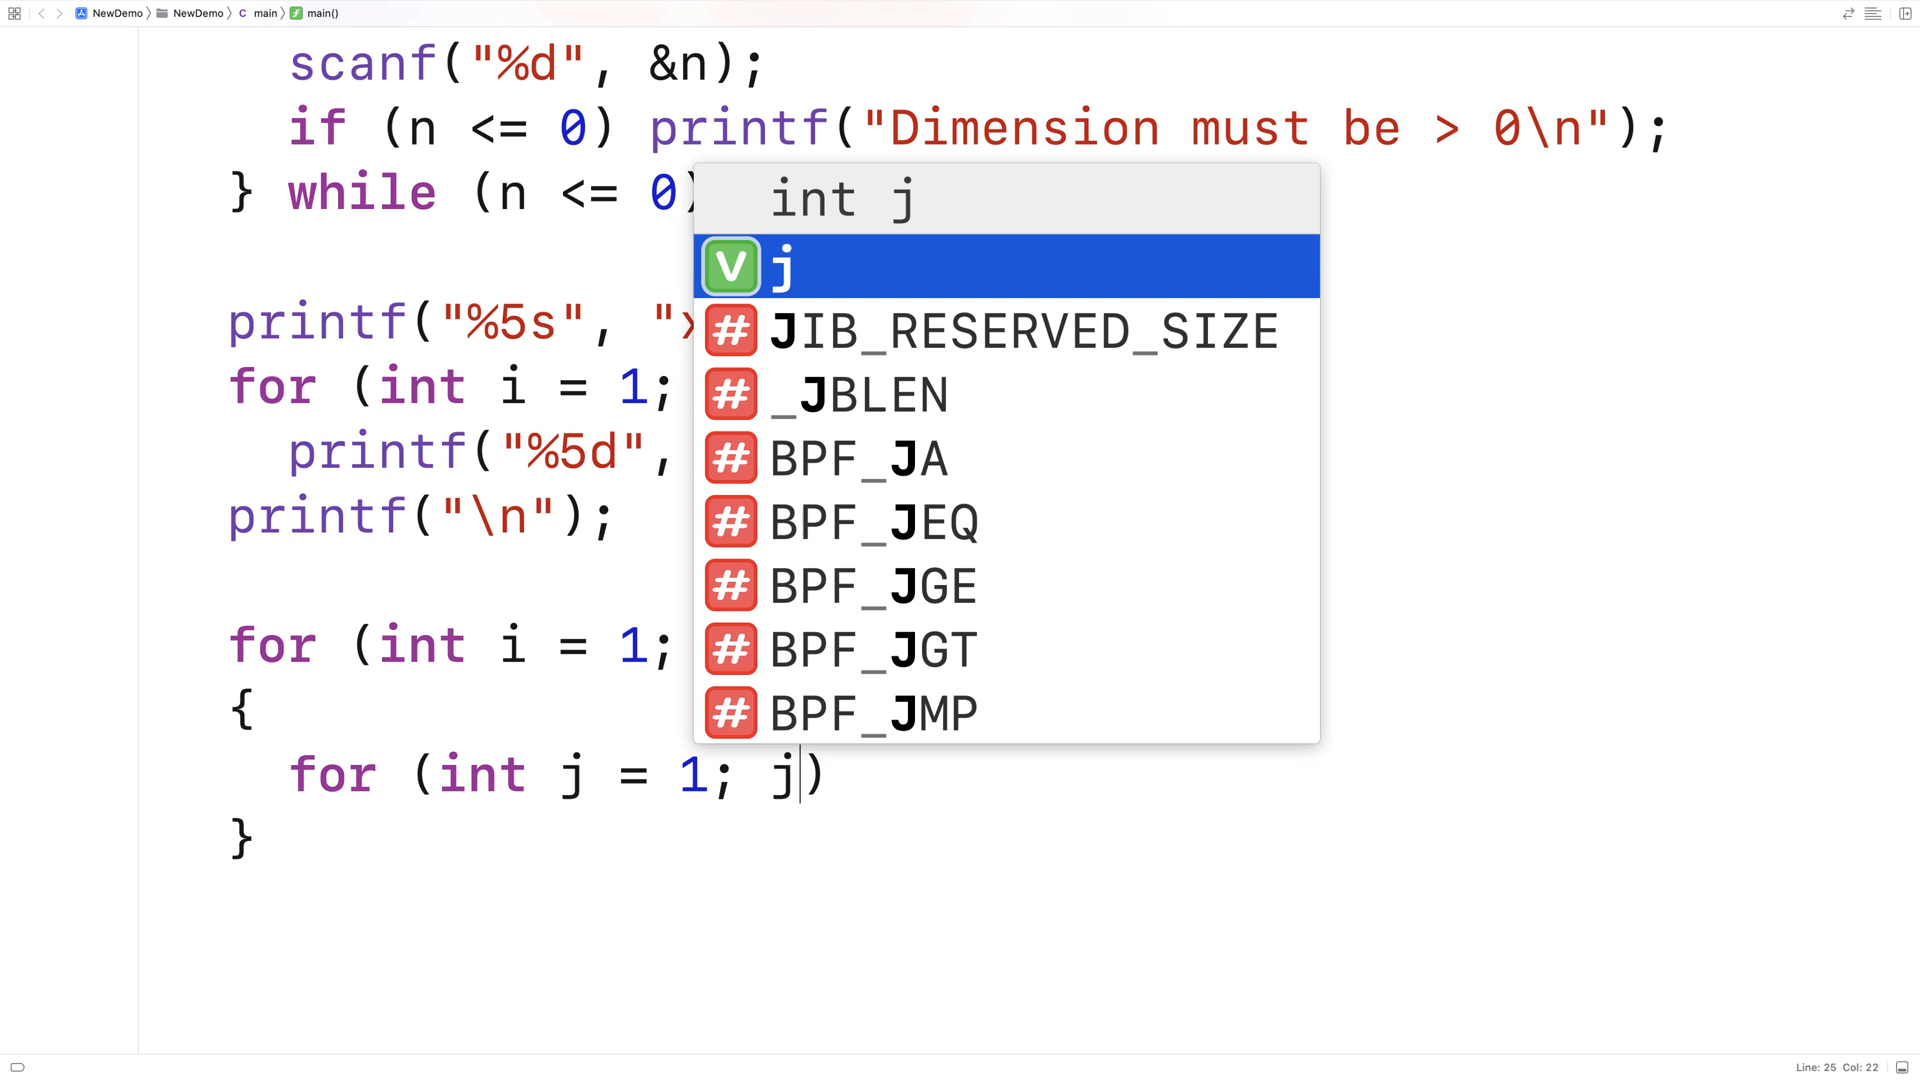 NewDemo NewDemo C main f main()
scanf("%d", &n);
if (n <= 0) printf("Dimension must be > 0\n");
} while (n <= 0)
int j
V j
# JIB_RESERVED_SIZE
printf("%5s", "x
for (int i = 1;
# _JBLEN
printf("%5d",
# BPF_JA
printf("\n");
# BPF_JEQ
# BPF_JGE
for (int i = 1;
# BPF_JGT
{
# BPF_JMP
for (int j = 1; j)
}
Line: 25 Col: 22